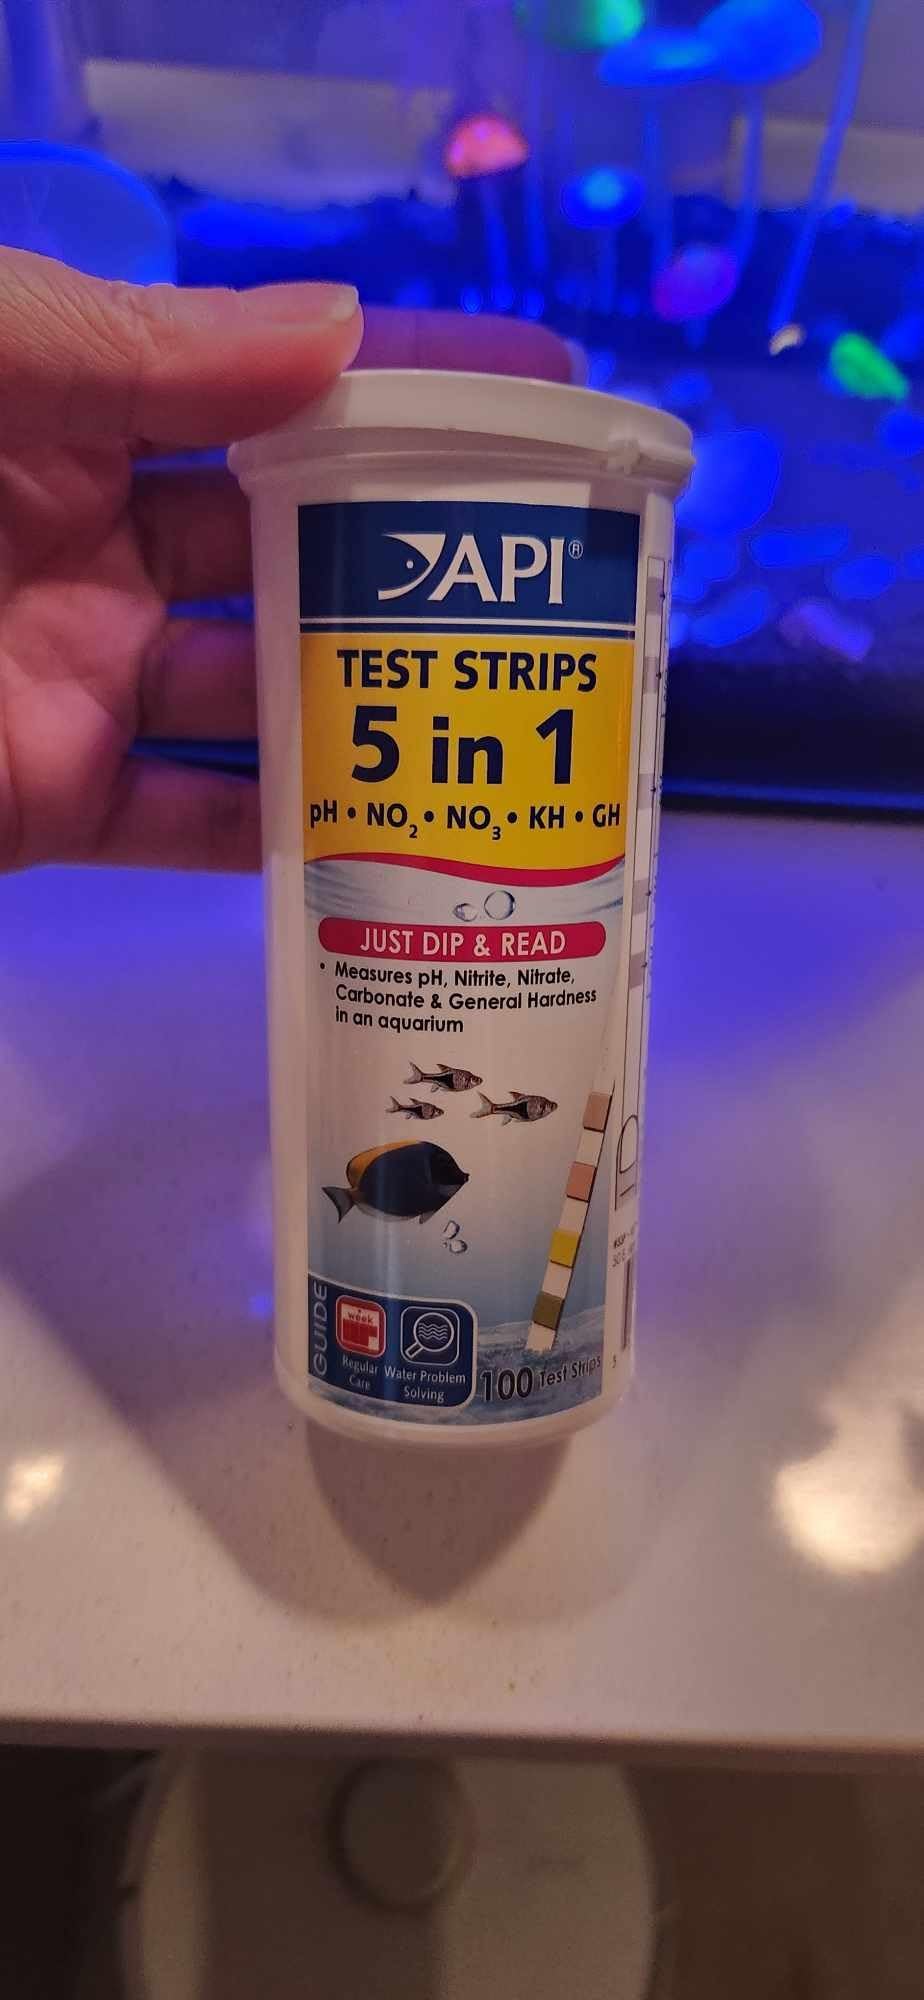 API®
TEST STRIPS
5 in 1
pH • NO2 • NO3 • KH • GH
JUST DIP & READ
• Measures pH, Nitrite, Nitrate,
Carbonate & General Hardness
in an aquarium
GUIDE
week
Regular
Care
Water Problem
Solving
100 Test Strips